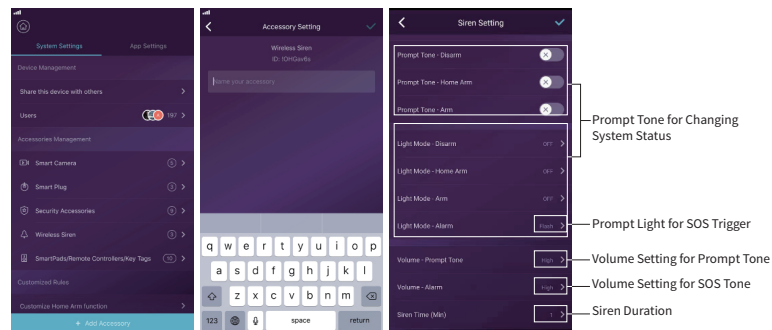 System Settings
App Settings
Device Management
Share this device with others
Users
197
Accessories Management
Smart Camera
Smart Plug
Security Accessories
Wireless Siren
SmartPads/Remote Controllers/Key Tags
10
Customized Rules
Customize Home Arm function
+ Add Accessory
Accessory Setting
Wireless Siren
Name your accessory
q w e r t y u i o p
a s d f g h j k l
z x c v b n m
123
space
return
Siren Setting
Prompt Tone - Disarm
Prompt Tone - Home Arm
Prompt Tone - Arm
Light Mode - Disarm
OFF
Light Mode - Home Arm
OFF
Light Mode - Arm
OFF
Light Mode - Alarm
Flash
Volume - Prompt Tone
High
Volume - Alarm
High
Siren Time (Min)
1
Prompt Tone for Changing
System Status
Prompt Light for SOS Trigger
Volume Setting for Prompt Tone
Volume Setting for SOS Tone
Siren Duration